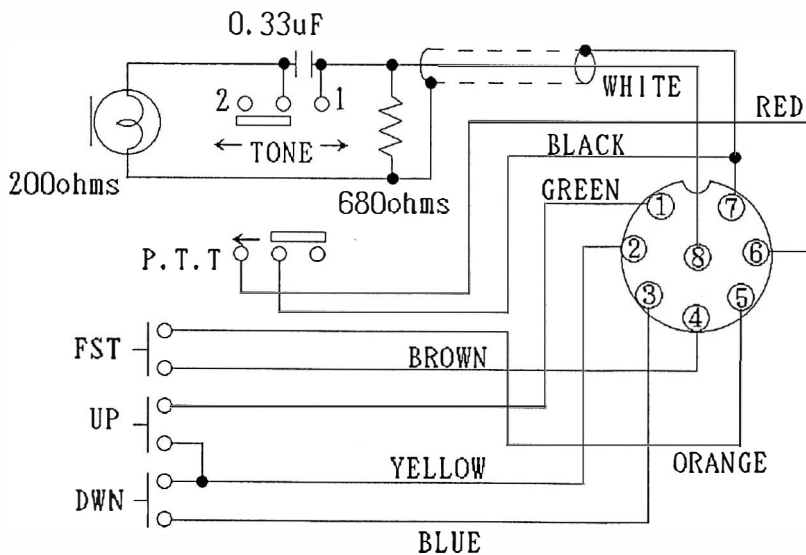 0.33uF
WHITE
RED
2 1
TONE
BLACK
200ohms
680ohms
GREEN
1
7
P.T.T
2
8
6
3
5
4
FST
BROWN
UP
YELLOW
ORANGE
DWN
BLUE